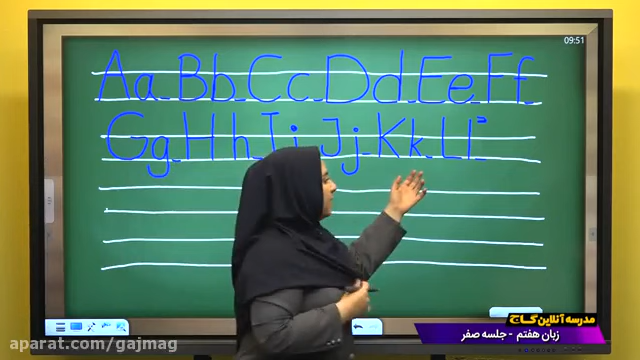 09:51
Aa Bb Cc Dd Ee Ff
Gg Hh Ii Jj Kk Ll
مدرسه آنلاین گاج
زبان هفتم - جلسه صفر
aparat.com/gajmag